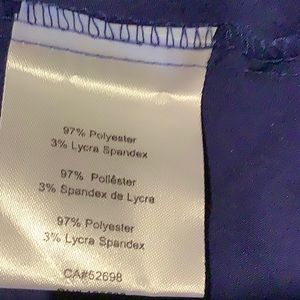 97% Polyester
3% Lycra Spandex
97% Poliéster
3% Spandex de Lycra
97% Polyester
3% Lycra Spandex
CA#52698